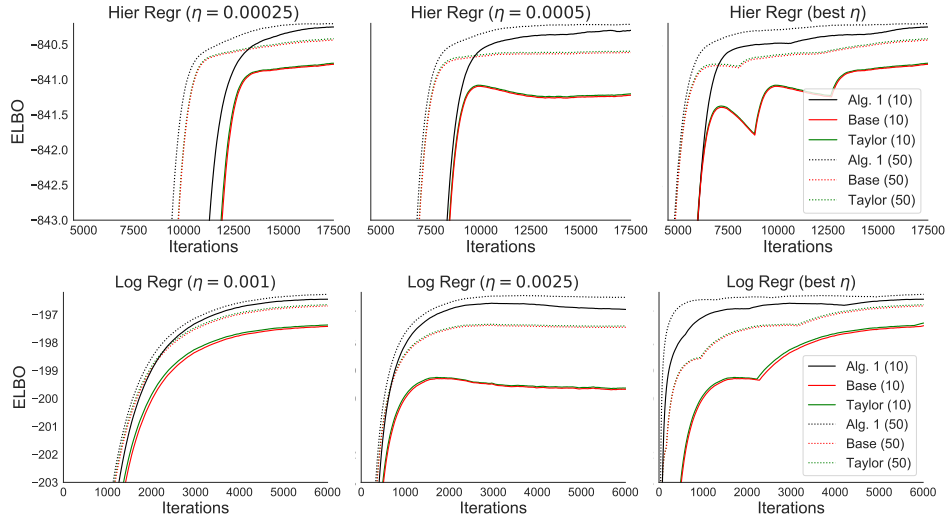 Hier Regr (η = 0.00025)
Hier Regr (η = 0.0005)
Hier Regr (best η)
ELBO
−840.5
−841.0
−841.5
−842.0
−842.5
−843.0
5000 7500 10000 12500 15000 17500
5000 7500 10000 12500 15000 17500
5000 7500 10000 12500 15000 17500
Iterations
Iterations
Iterations
Alg. 1 (10)
Base (10)
Taylor (10)
Alg. 1 (50)
Base (50)
Taylor (50)
Log Regr (η = 0.001)
Log Regr (η = 0.0025)
Log Regr (best η)
ELBO
−197
−198
−199
−200
−201
−202
−203
0 1000 2000 3000 4000 5000 6000
0 1000 2000 3000 4000 5000 6000
0 1000 2000 3000 4000 5000 6000
Iterations
Iterations
Iterations
Alg. 1 (10)
Base (10)
Taylor (10)
Alg. 1 (50)
Base (50)
Taylor (50)